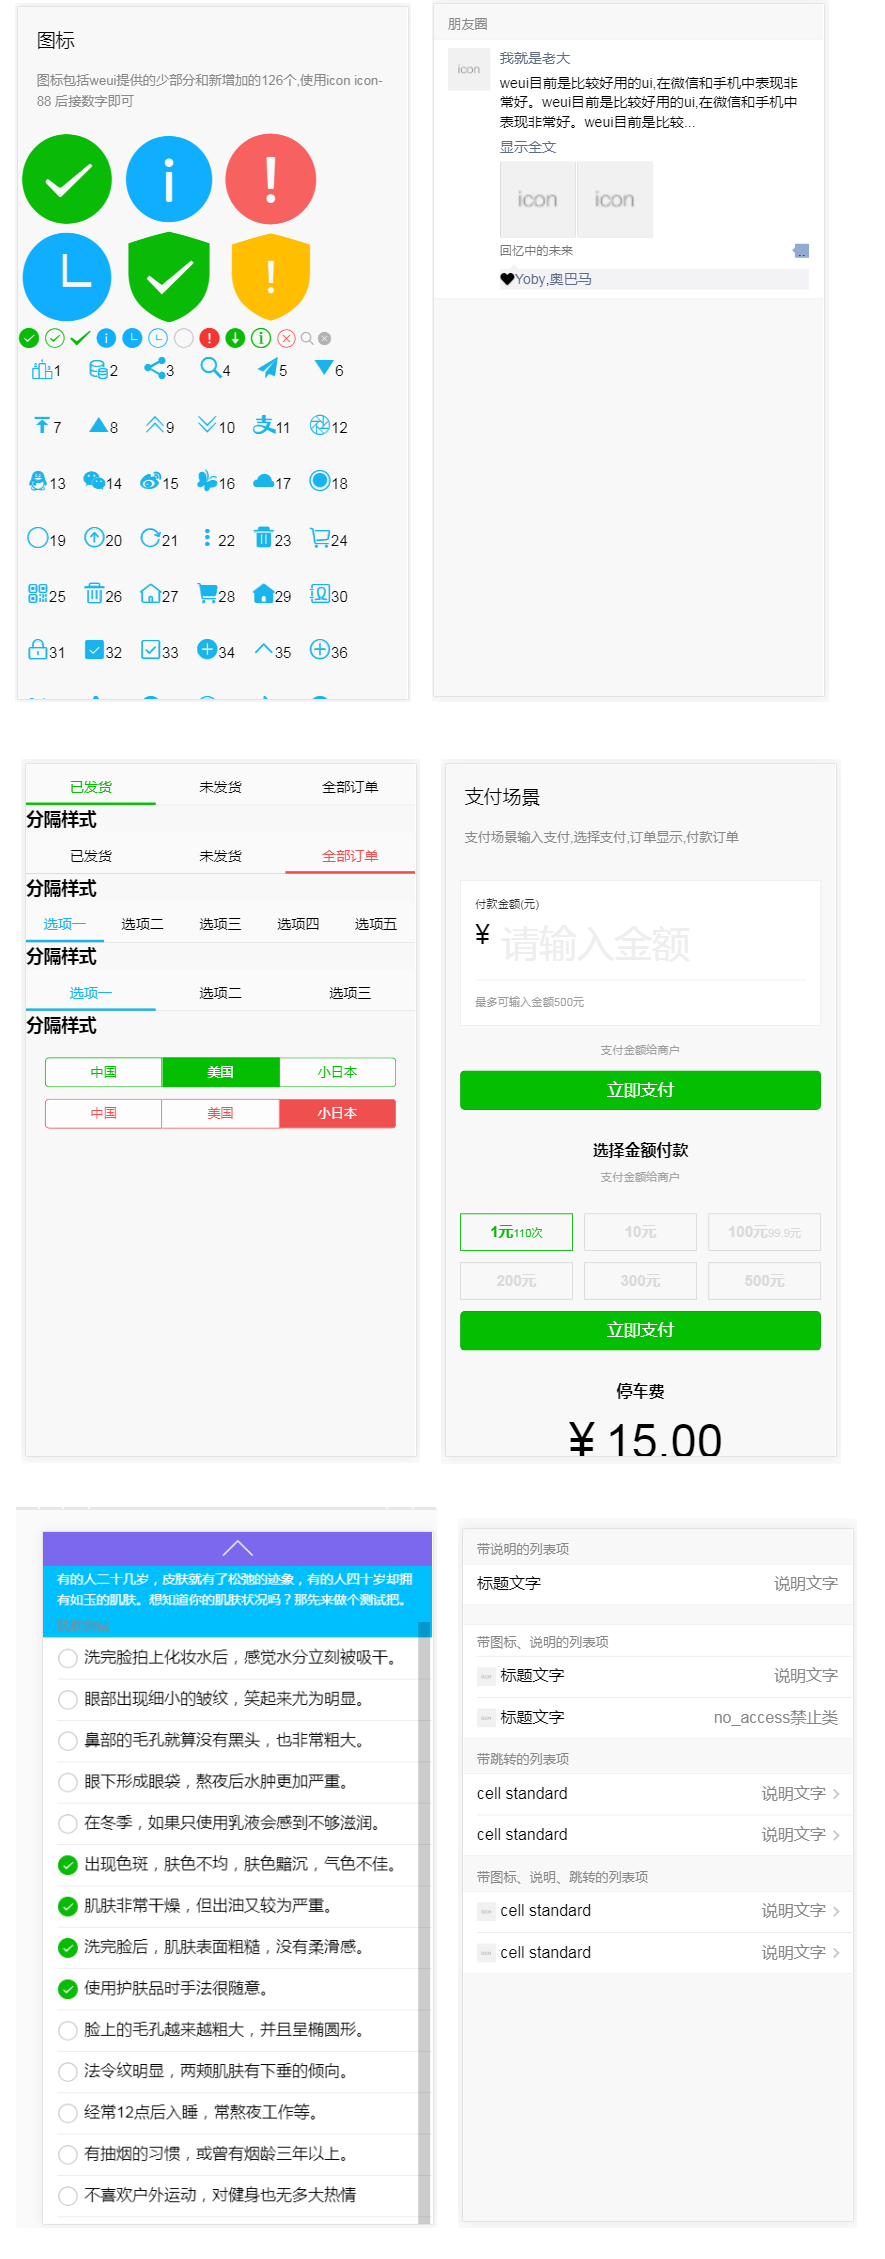 图标
图标包括weui提供的少部分和新增加的126个,使用icon icon-
88 后接数字即可
1 2 3 4 5 6
7 8 9 10 11 12
13 14 15 16 17 18
19 20 21 22 23 24
25 26 27 28 29 30
31 32 33 34 35 36
朋友圈
icon
我就是老大
weui目前是比较好用的ui,在微信和手机中表现非
常好。weui目前是比较好用的ui,在微信和手机中
表现非常好。weui目前是比较...
显示全文
icon icon
回忆中的未来
Yoby,奥巴马
已发货 未发货 全部订单
分隔样式
已发货 未发货 全部订单
分隔样式
选项一 选项二 选项三 选项四 选项五
分隔样式
选项一 选项二 选项三
分隔样式
中国 美国 小日本
中国 美国 小日本
支付场景
支付场景输入支付,选择支付,订单显示,付款订单
付款金额(元)
¥ 请输入金额
最多可输入金额500元
支付金额给商户
立即支付
选择金额付款
支付金额给商户
1元110次 10元 100元99.9元
200元 300元 500元
立即支付
停车费
¥ 15.00
有的人二十几岁，皮肤就有了松弛的迹象，有的人四十岁却拥
有如玉的肌肤。想知道你的肌肤状况吗？那先来做个测试把。
洗完脸拍上化妆水后，感觉水分立刻被吸干。
眼部出现细小的皱纹，笑起来尤为明显。
鼻部的毛孔就算没有黑头，也非常粗大。
眼下形成眼袋，熬夜后水肿更加严重。
在冬季，如果只使用乳液会感到不够滋润。
出现色斑，肤色不均，肤色黯沉，气色不佳。
肌肤非常干燥，但出油又较为严重。
洗完脸后，肌肤表面粗糙，没有柔滑感。
使用护肤品时手法很随意。
脸上的毛孔越来越粗大，并且呈椭圆形。
法令纹明显，两颊肌肤有下垂的倾向。
经常12点后入睡，常熬夜工作等。
有抽烟的习惯，或曾有烟龄三年以上。
不喜欢户外运动，对健身也无多大热情
带说明的列表项
标题文字 说明文字
带图标、说明的列表项
标题文字 说明文字
标题文字 no_access禁止类
带跳转的列表项
cell standard 说明文字
cell standard 说明文字
带图标、说明、跳转的列表项
cell standard 说明文字
cell standard 说明文字